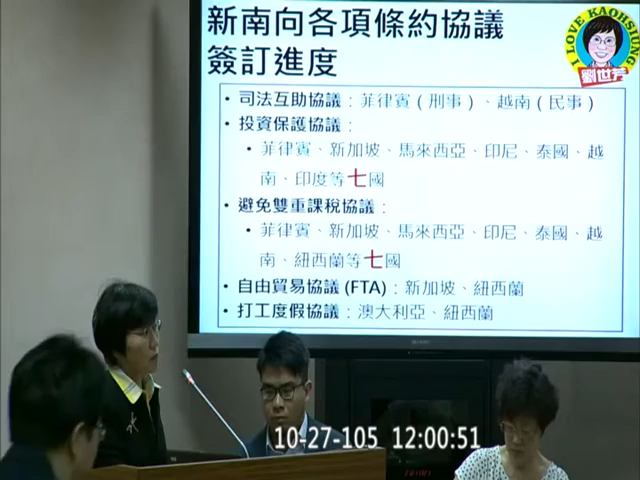 新南向各項條約協議
簽訂進度
I LOVE KAOHSIUNG
劉世芳
• 司法互助協議：菲律賓（刑事）、越南（民事）
• 投資保護協議：
• 菲律賓、新加坡、馬來西亞、印尼、泰國、越
南、印度等七國
• 避免雙重課稅協議：
• 菲律賓、新加坡、馬來西亞、印尼、泰國、越
南、紐西蘭等七國
• 自由貿易協議 (FTA)：新加坡、紐西蘭
• 打工度假協議：澳大利亞、紐西蘭
10-27-105 12:00:51